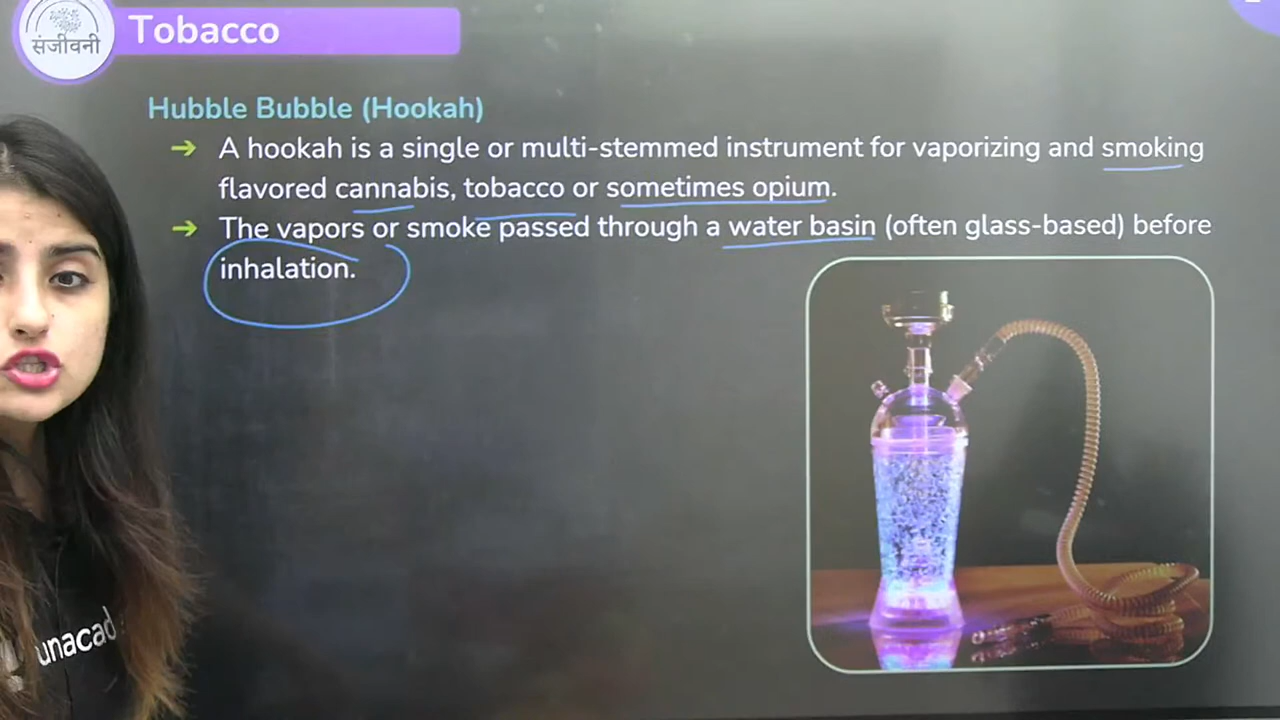 संजीवनी
Tobacco
Hubble Bubble (Hookah)
→ A hookah is a single or multi-stemmed instrument for vaporizing and smoking
flavored cannabis, tobacco or sometimes opium.
→ The vapors or smoke passed through a water basin (often glass-based) before
inhalation.
unacad